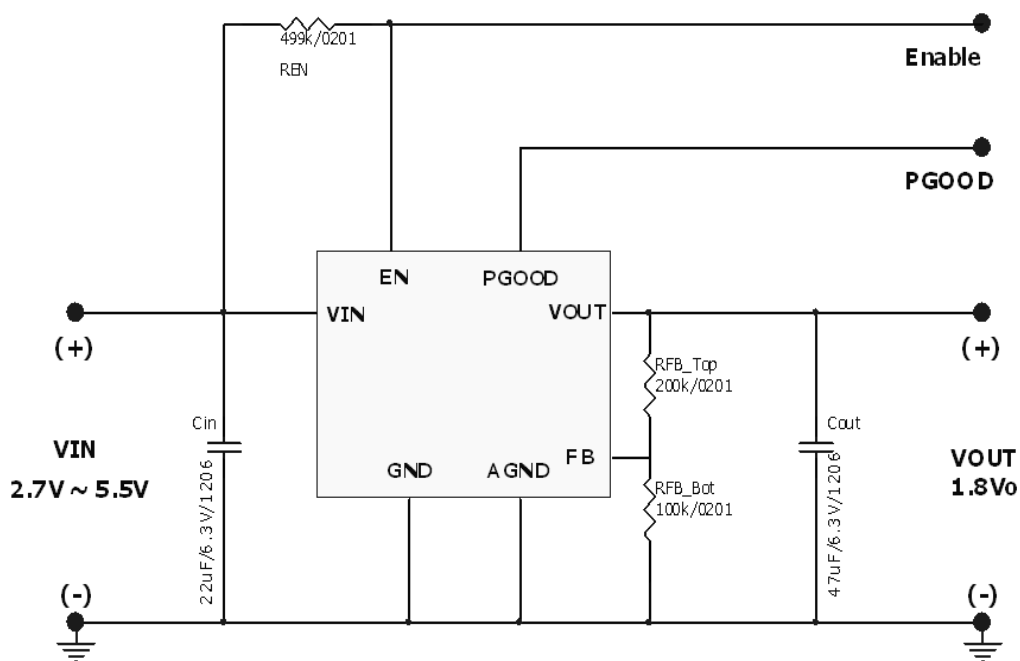 499k/0201
REN
Enable
PGOOD
EN
PGOOD
VIN
VOUT
(+)
(+)
RFB_Top
200k/0201
Cin
Cout
VIN
2.7V ~ 5.5V
GND
AGND
FB
VOUT
1.8Vo
RFB_Bot
100k/0201
22uF/6.3V/1206
47uF/6.3V/1206
(-)
(-)